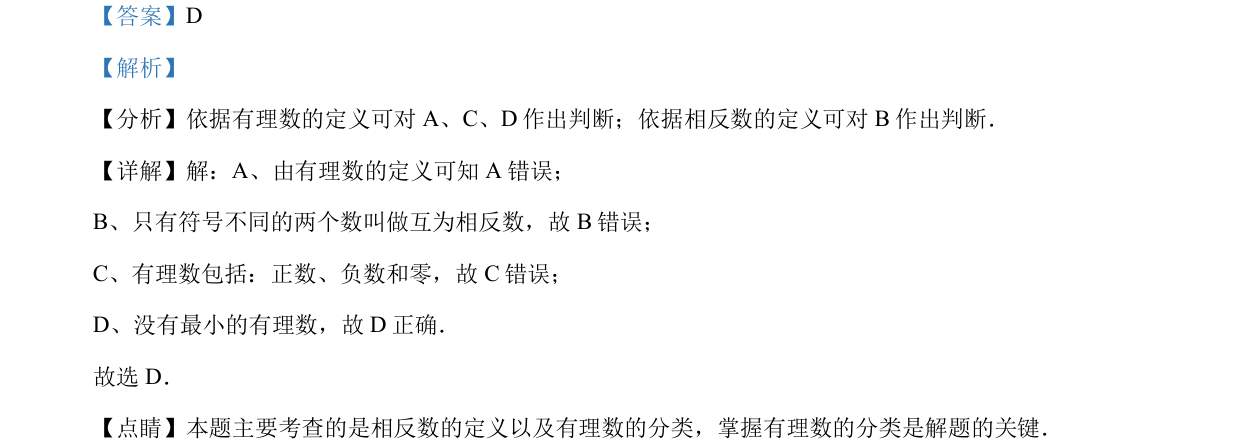 【答案】D
【解析】
【分析】依据有理数的定义可对 A、C、D 作出判断；依据相反数的定义可对 B 作出判断．
【详解】解：A、由有理数的定义可知 A 错误；
B、只有符号不同的两个数叫做互为相反数，故 B 错误；
C、有理数包括：正数、负数和零，故 C 错误；
D、没有最小的有理数，故 D 正确．
故选 D．
【点睛】本题主要考查的是相反数的定义以及有理数的分类，掌握有理数的分类是解题的关键．